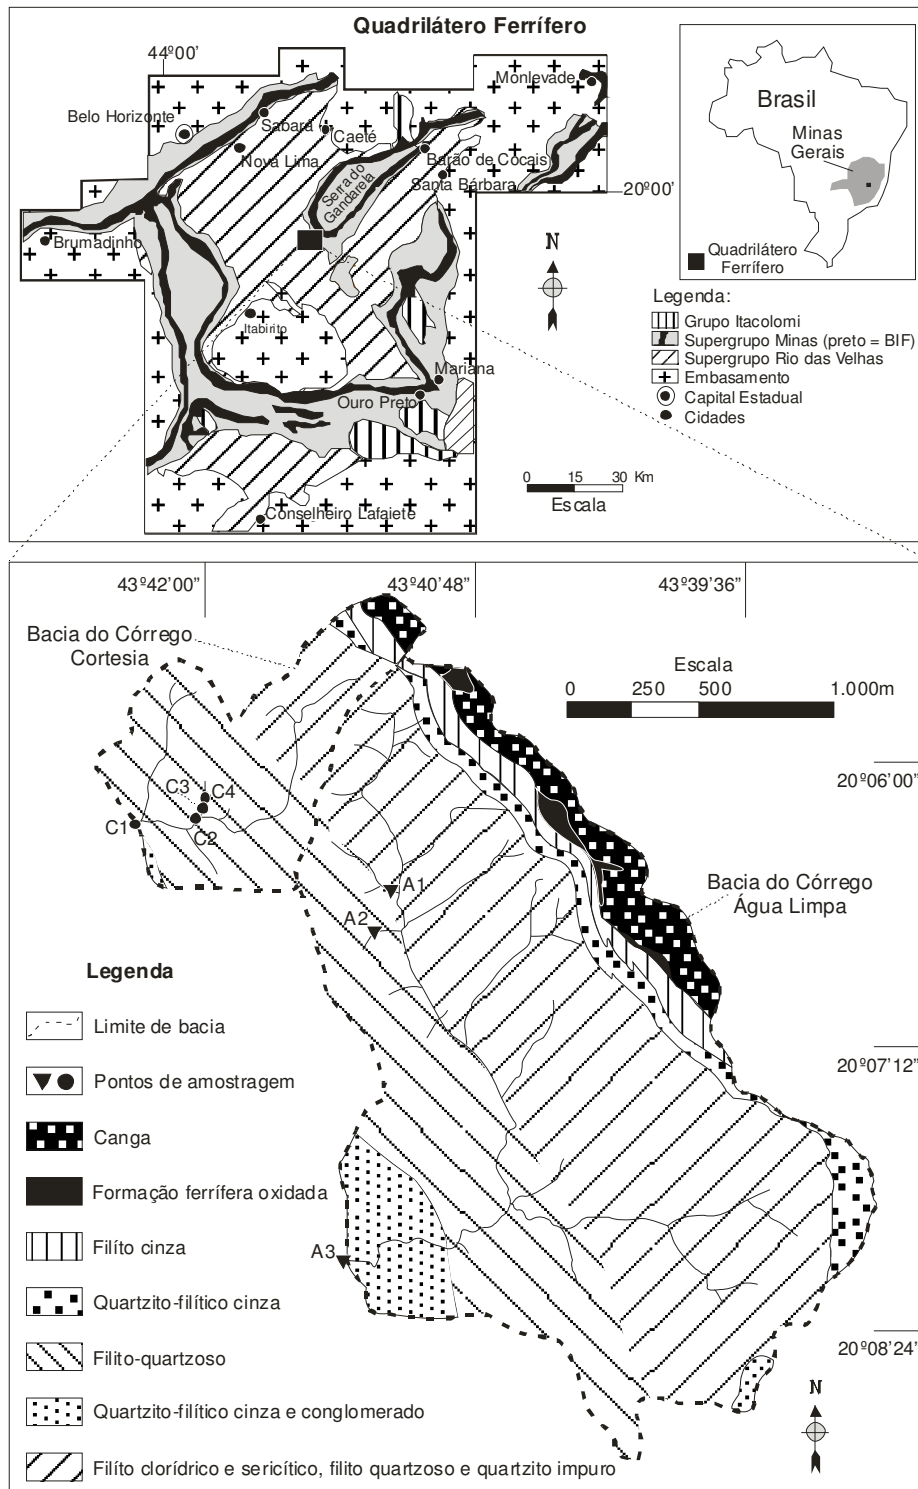 Quadrilátero Ferrífero
44º00'
Monlevade
Belo Horizonte
Sabará
Caeté
Nova Lima
Barão de Cocais
Santa Bárbara
Serra do
Gandarela
20º00'
Brumadinho
N
Itabirito
Mariana
Ouro Preto
Conselheiro Lafaiete
0 15 30 Km
Escala
Brasil
Minas
Gerais
Quadrilátero
Ferrífero
Legenda:
Grupo Itacolomi
Supergrupo Minas (preto = BIF)
Supergrupo Rio das Velhas
Embasamento
Capital Estadual
Cidades
43º42'00"
43º40'48"
43º39'36"
Bacia do Córrego
Cortesia
Escala
0 250 500 1.000m
20º06'00"
C3
C4
C1
C2
A1
A2
Bacia do Córrego
Água Limpa
20º07'12"
A3
20º08'24"
N
Legenda
Limite de bacia
Pontos de amostragem
Canga
Formação ferrífera oxidada
Filíto cinza
Quartzito-filítico cinza
Filito-quartzoso
Quartzito-filítico cinza e conglomerado
Filíto clorídrico e sericítico, filito quartzoso e quartzito impuro